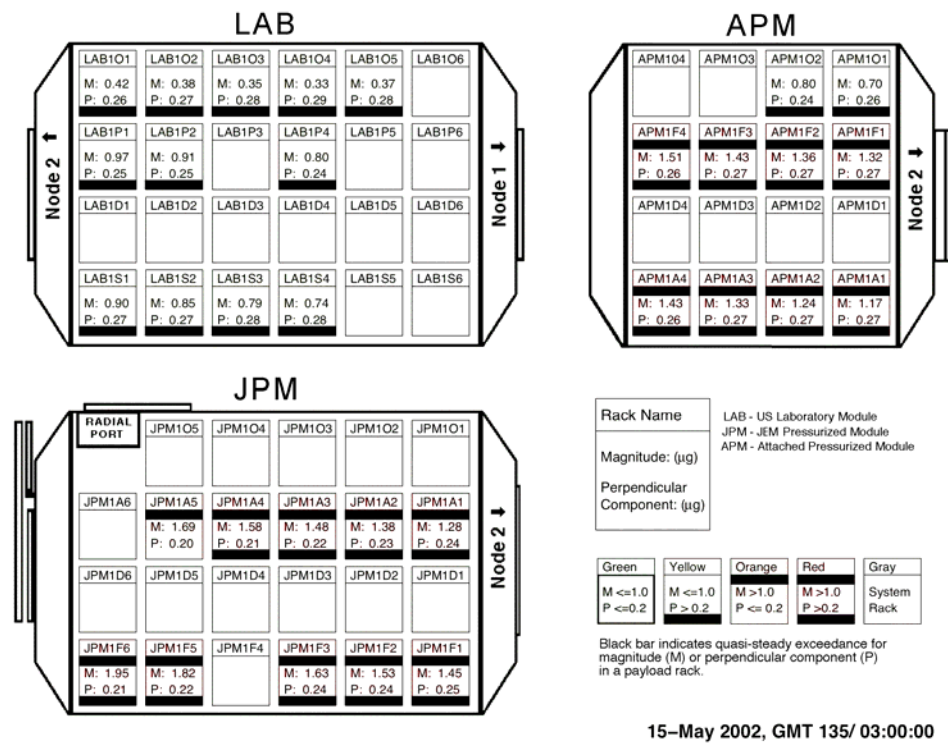 LAB
LAB1O1 LAB1O2 LAB1O3 LAB1O4 LAB1O5 LAB1O6
M: 0.42 M: 0.38 M: 0.35 M: 0.33 M: 0.37
P: 0.26 P: 0.27 P: 0.28 P: 0.29 P: 0.28
LAB1P1 LAB1P2 LAB1P3 LAB1P4 LAB1P5 LAB1P6
M: 0.97 M: 0.91 M: 0.80
P: 0.25 P: 0.25 P: 0.24
Node 2
Node 1
LAB1D1 LAB1D2 LAB1D3 LAB1D4 LAB1D5 LAB1D6
LAB1S1 LAB1S2 LAB1S3 LAB1S4 LAB1S5 LAB1S6
M: 0.90 M: 0.85 M: 0.79 M: 0.74
P: 0.27 P: 0.27 P: 0.28 P: 0.28
APM
APM104 APM1O3 APM1O2 APM1O1
M: 0.80 M: 0.70
P: 0.24 P: 0.26
APM1F4 APM1F3 APM1F2 APM1F1
M: 1.51 M: 1.43 M: 1.36 M: 1.32
P: 0.26 P: 0.27 P: 0.27 P: 0.27
Node 2
APM1D4 APM1D3 APM1D2 APM1D1
APM1A4 APM1A3 APM1A2 APM1A1
M: 1.43 M: 1.33 M: 1.24 M: 1.17
P: 0.26 P: 0.27 P: 0.27 P: 0.27
JPM
RADIAL
PORT
JPM1O5 JPM1O4 JPM1O3 JPM1O2 JPM1O1
JPM1A6 JPM1A5 JPM1A4 JPM1A3 JPM1A2 JPM1A1
M: 1.69 M: 1.58 M: 1.48 M: 1.38 M: 1.28
P: 0.20 P: 0.21 P: 0.22 P: 0.23 P: 0.24
Node 2
JPM1D6 JPM1D5 JPM1D4 JPM1D3 JPM1D2 JPM1D1
JPM1F6 JPM1F5 JPM1F4 JPM1F3 JPM1F2 JPM1F1
M: 1.95 M: 1.82 M: 1.63 M: 1.53 M: 1.45
P: 0.21 P: 0.22 P: 0.24 P: 0.24 P: 0.25
Rack Name
Magnitude: (µg)
Perpendicular
Component: (µg)
LAB - US Laboratory Module
JPM - JEM Pressurized Module
APM - Attached Pressurized Module
Green Yellow Orange Red Gray
M <=1.0 M <=1.0 M >1.0 M >1.0 System
P <=0.2 P > 0.2 P <= 0.2 P >0.2 Rack
Black bar indicates quasi-steady exceedance for
magnitude (M) or perpendicular component (P)
in a payload rack.
15–May 2002, GMT 135/ 03:00:00